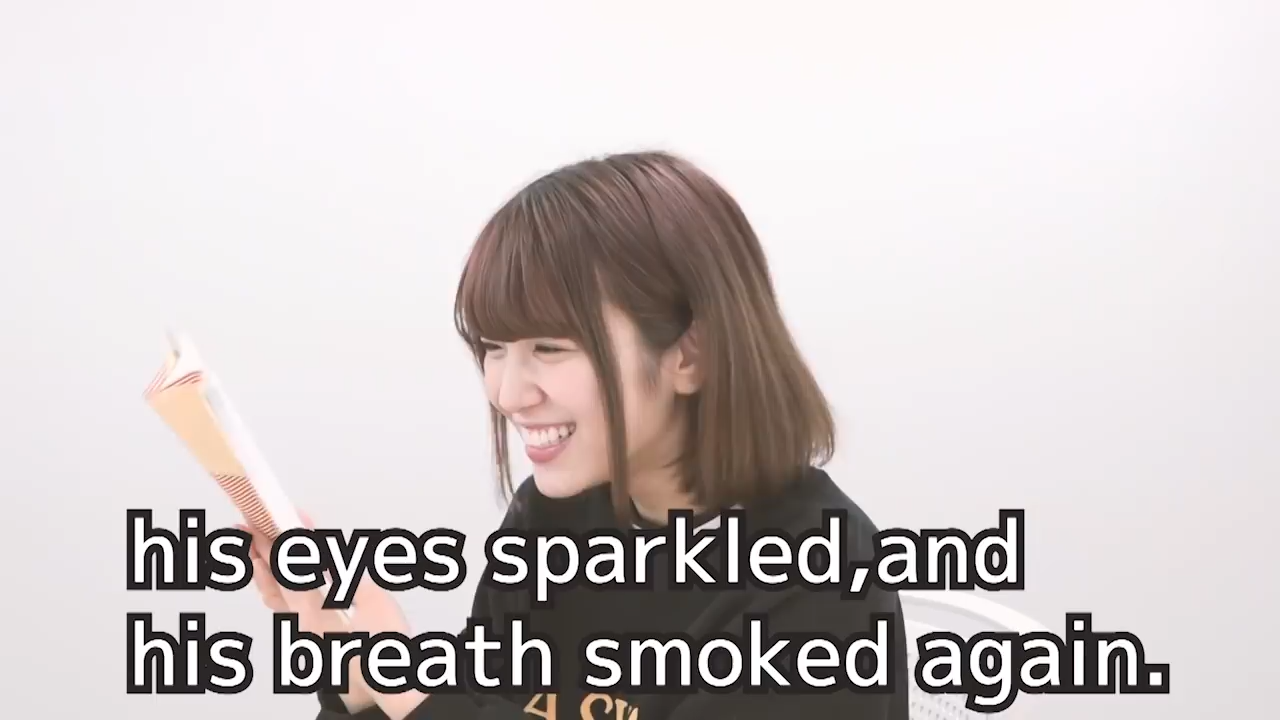 his eyes sparkled,and
his breath smoked again.